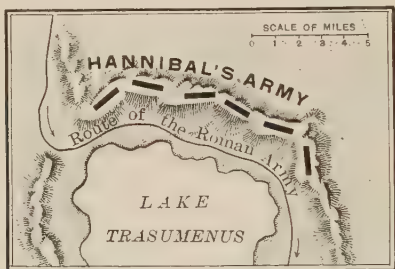 SCALE OF MILES
0 1 2 3 4 5
HANNIBAL'S ARMY
Route of the Roman Army
LAKE
TRASUMENUS